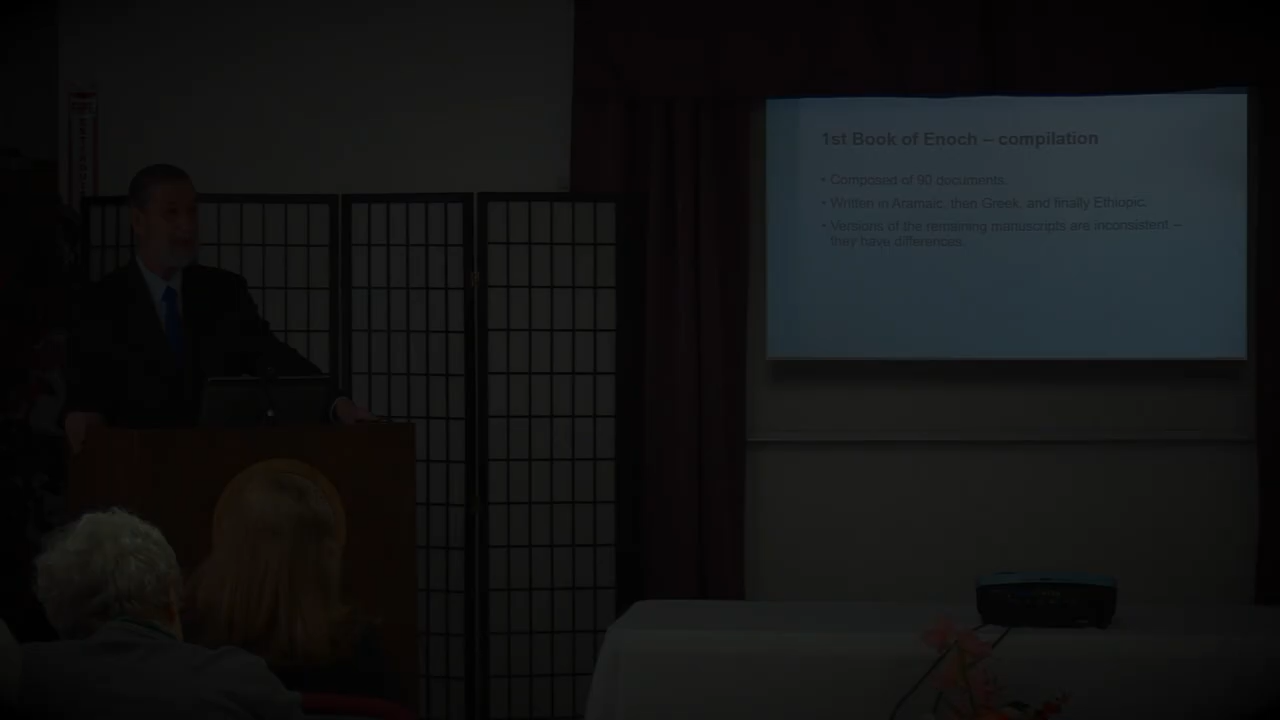 1st Book of Enoch – compilation
• Composed of 90 documents.
• Written in Aramaic, then Greek, and finally Ethiopic.
• Versions of the remaining manuscripts are inconsistent –
they have differences.